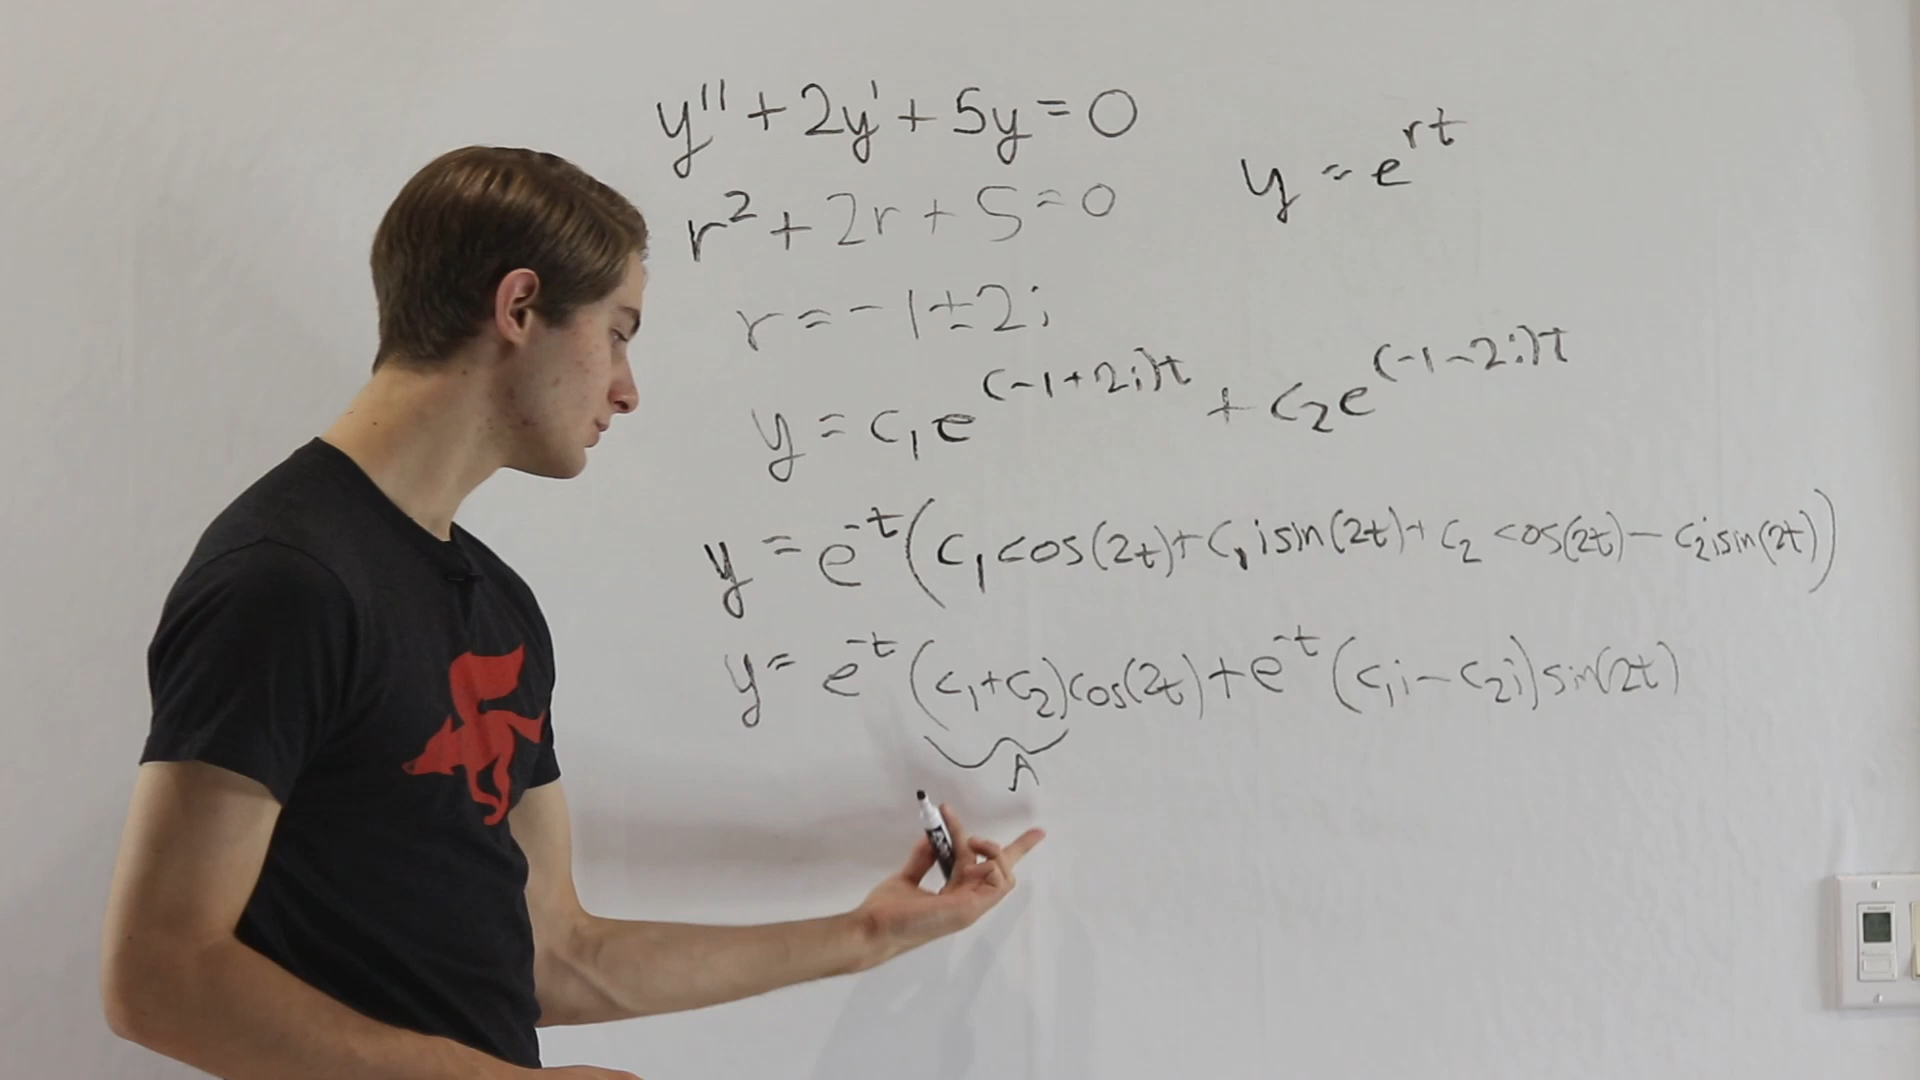 y'' + 2y' + 5y = 0
y = e^{rt}
r² + 2r + 5 = 0
r = -1 ± 2i
y = c₁e^{(-1+2i)t} + c₂e^{(-1-2i)t}
y = e^{-t}(c₁cos(2t) + c₁isin(2t) + c₂cos(2t) - c₂isin(2t))
y = e^{-t}(c₁+c₂)cos(2t) + e^{-t}(c₁i - c₂i)sin(2t)
A